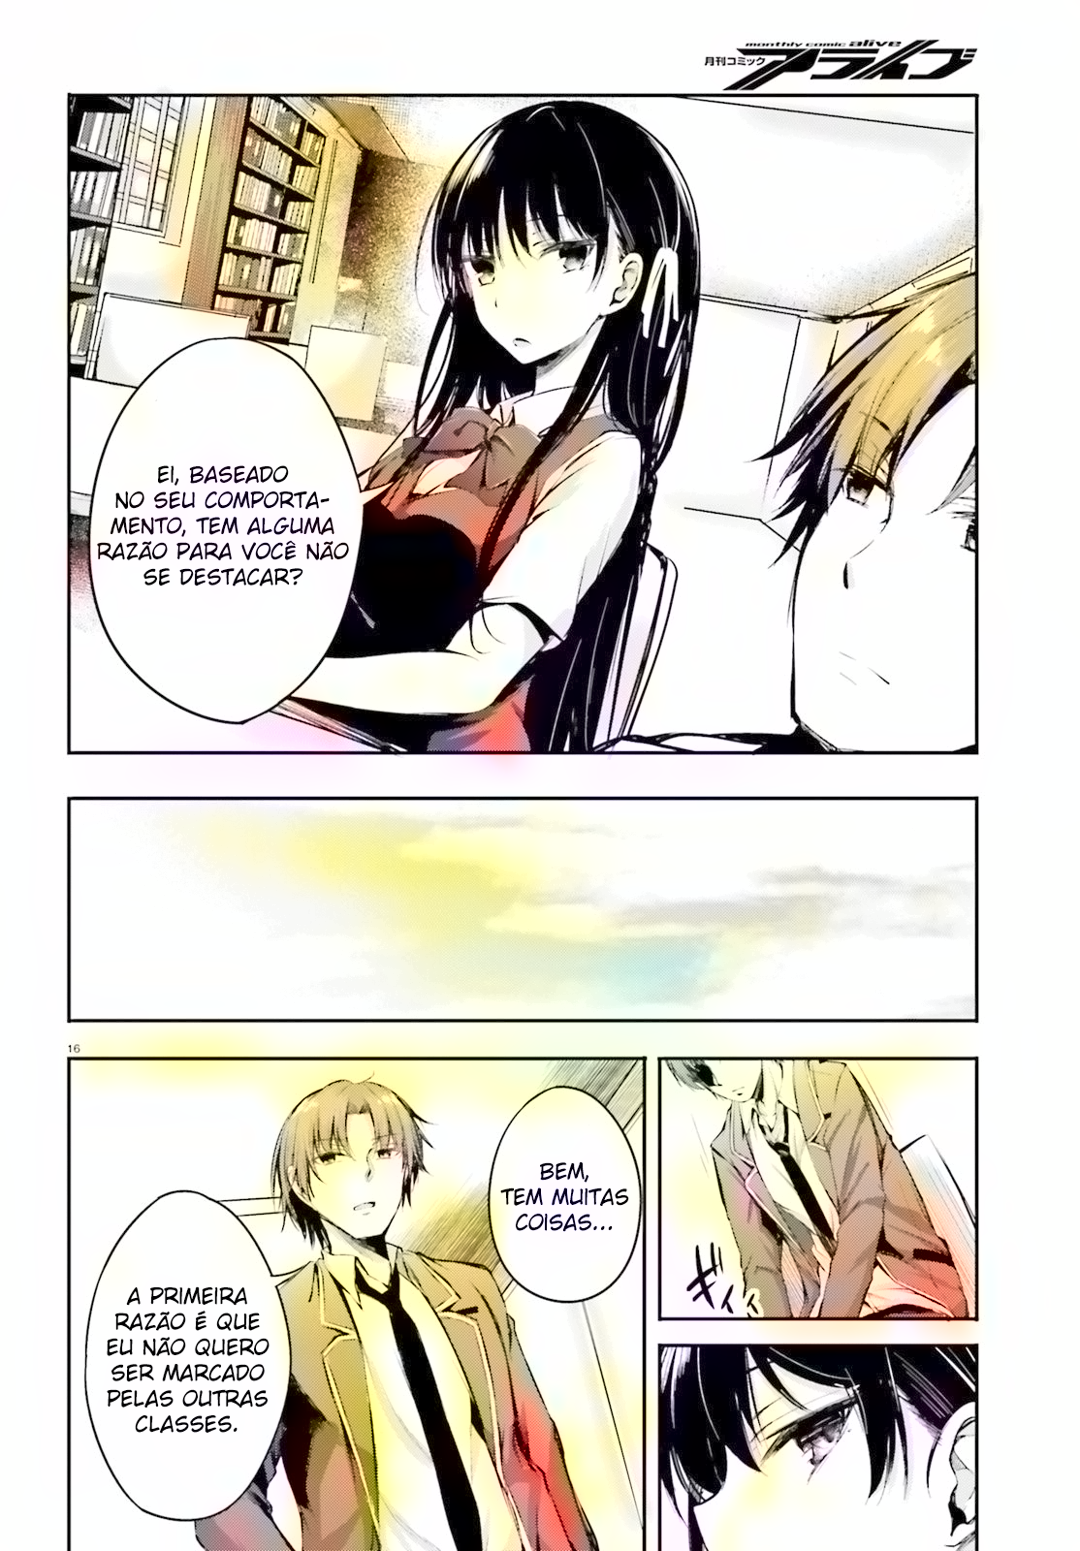 monthly comic alive
月刊コミック アライブ
EI, BASEADO
NO SEU COMPORTA-
MENTO, TEM ALGUMA
RAZÃO PARA VOCÊ NÃO
SE DESTACAR?
16
BEM,
TEM MUITAS
COISAS...
A PRIMEIRA
RAZÃO É QUE
EU NÃO QUERO
SER MARCADO
PELAS OUTRAS
CLASSES.
ギィィ